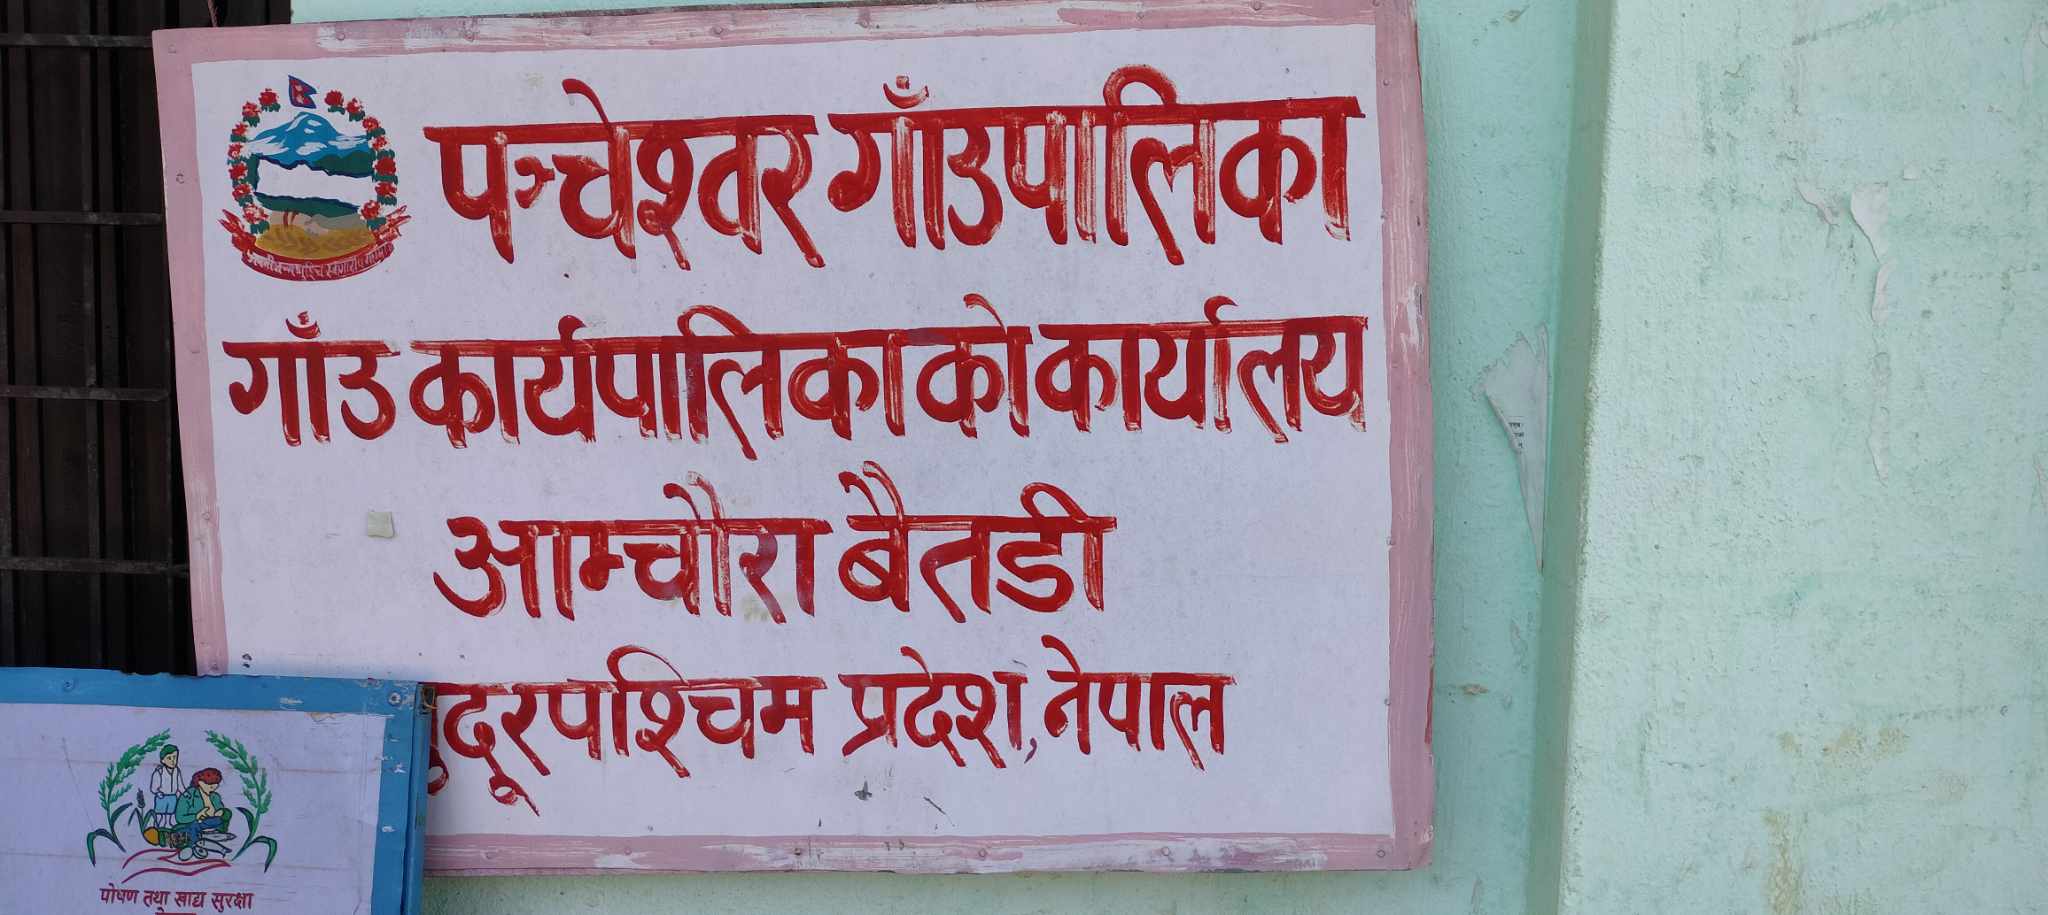 पञ्चेश्वर गाँउपालिका
गाँउ कार्यपालिकाको कार्यालय
आम्चौरा बैतडी
सुदूरपश्चिम प्रदेश, नेपाल
पोषण तथा खाद्य सुरक्षा